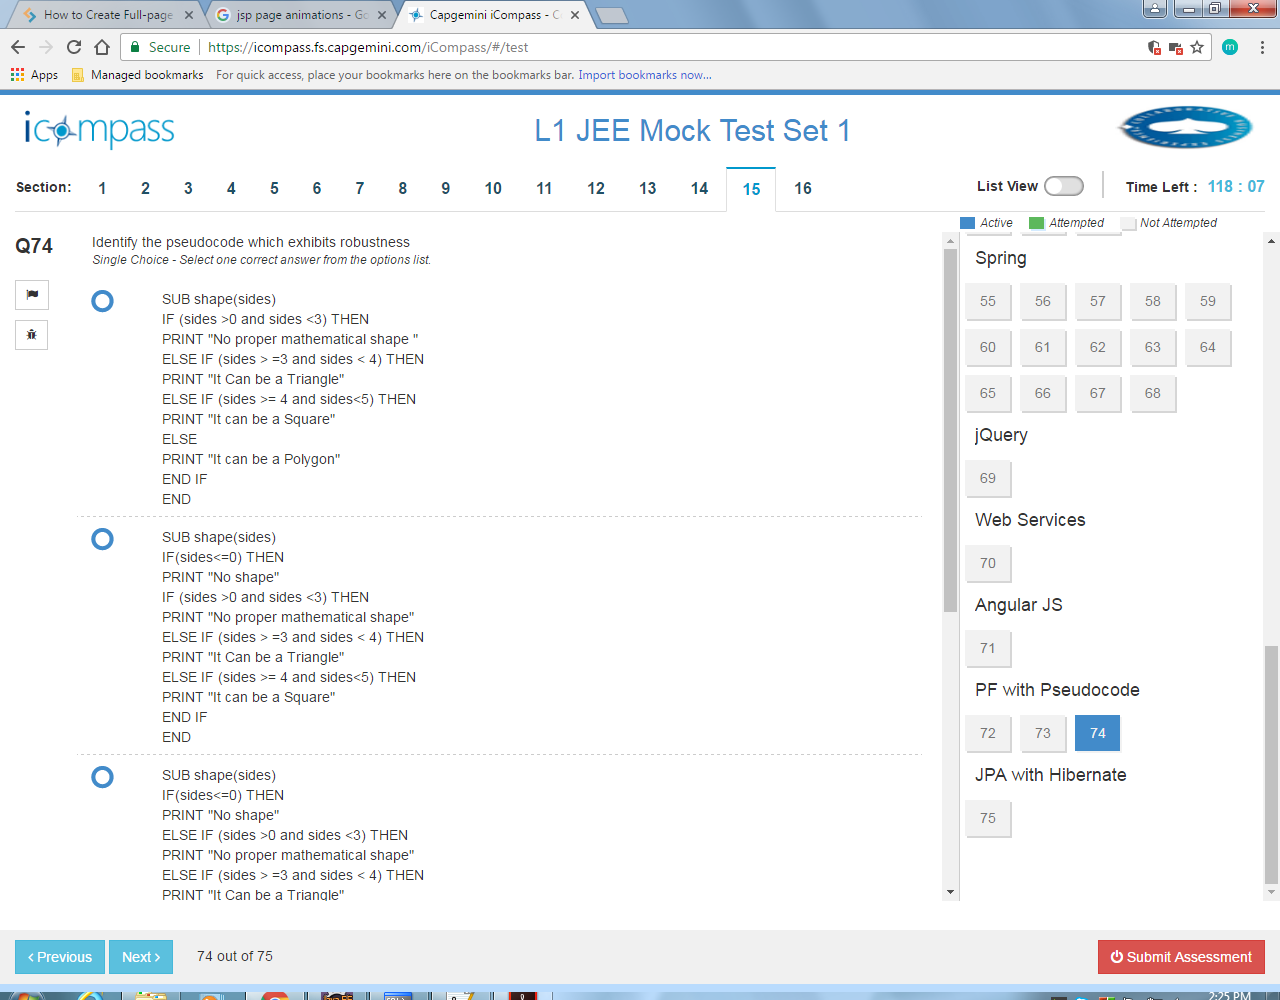 How to Create Full-page
jsp page animations - Go
Capgemini iCompass - C
Secure
https://icompass.fs.capgemini.com/iCompass/#/test
m
Apps
Managed bookmarks
For quick access, place your bookmarks here on the bookmarks bar. Import bookmarks now...
icompass
L1 JEE Mock Test Set 1
Section: 1 2 3 4 5 6 7 8 9 10 11 12 13 14 15 16
List View
Time Left : 118 : 07
Active Attempted Not Attempted
Q74
Identify the pseudocode which exhibits robustness
Single Choice - Select one correct answer from the options list.
SUB shape(sides)
IF (sides >0 and sides <3) THEN
PRINT "No proper mathematical shape "
ELSE IF (sides > =3 and sides < 4) THEN
PRINT "It Can be a Triangle"
ELSE IF (sides >= 4 and sides<5) THEN
PRINT "It can be a Square"
ELSE
PRINT "It can be a Polygon"
END IF
END
SUB shape(sides)
IF(sides<=0) THEN
PRINT "No shape"
IF (sides >0 and sides <3) THEN
PRINT "No proper mathematical shape"
ELSE IF (sides > =3 and sides < 4) THEN
PRINT "It Can be a Triangle"
ELSE IF (sides >= 4 and sides<5) THEN
PRINT "It can be a Square"
END IF
END
SUB shape(sides)
IF(sides<=0) THEN
PRINT "No shape"
ELSE IF (sides >0 and sides <3) THEN
PRINT "No proper mathematical shape"
ELSE IF (sides > =3 and sides < 4) THEN
PRINT "It Can be a Triangle"
Spring
55 56 57 58 59
60 61 62 63 64
65 66 67 68
jQuery
69
Web Services
70
Angular JS
71
PF with Pseudocode
72 73 74
JPA with Hibernate
75
Previous
Next
74 out of 75
Submit Assessment
2:25 PM